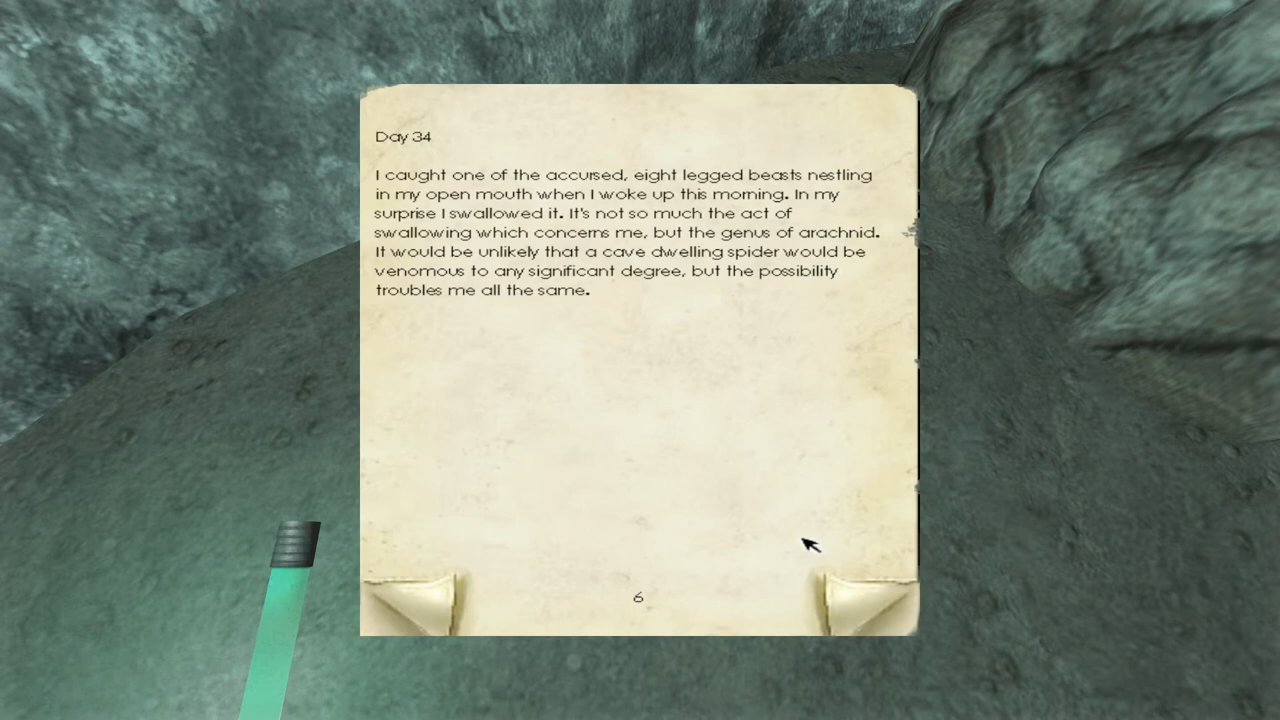 Day 34
I caught one of the accursed, eight legged beasts nestling
in my open mouth when I woke up this morning. In my
surprise I swallowed it. It's not so much the act of
swallowing which concerns me, but the genus of arachnid.
It would be unlikely that a cave dwelling spider would be
venomous to any significant degree, but the possibility
troubles me all the same.
6